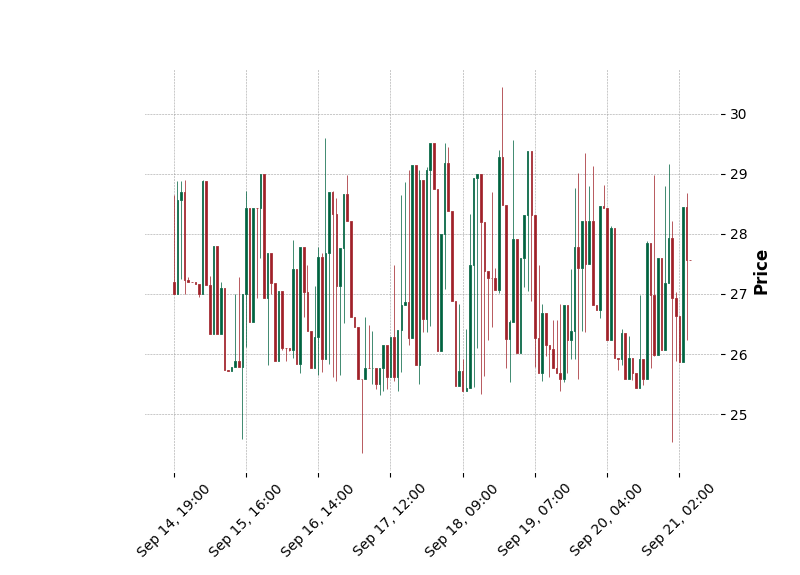 30
29
28
27
26
25
Price
Sep 14, 19:00
Sep 15, 16:00
Sep 16, 14:00
Sep 17, 12:00
Sep 18, 09:00
Sep 19, 07:00
Sep 20, 04:00
Sep 21, 02:00